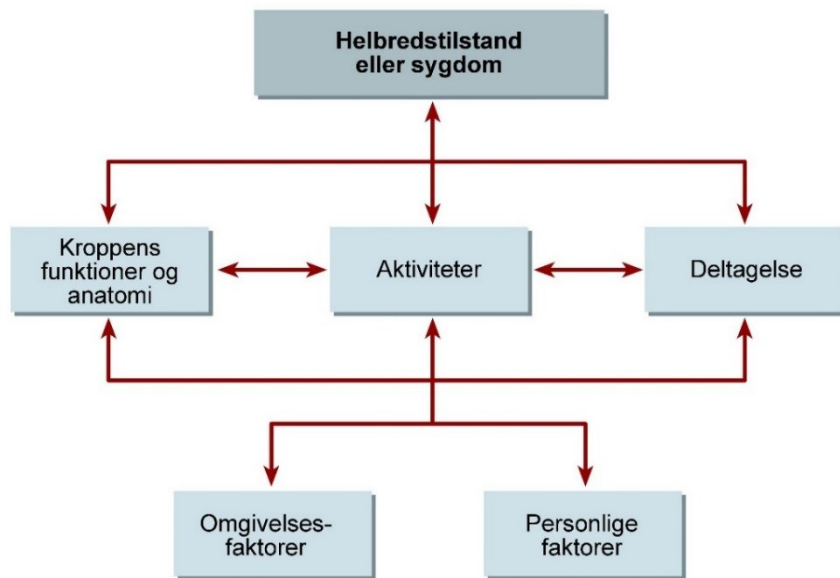 Helbredstilstand
eller sygdom
Kroppens
funktioner og
anatomi
Aktiviteter
Deltagelse
Omgivelses-
faktorer
Personlige
faktorer